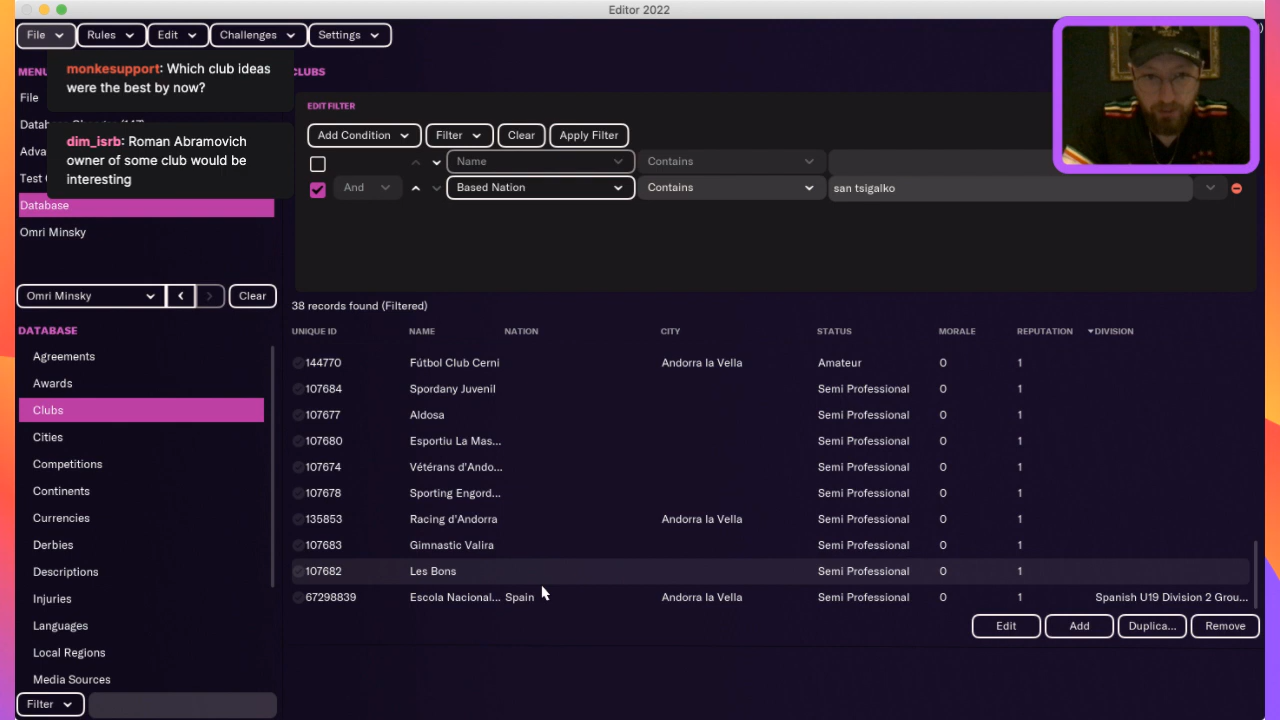 Editor 2022
File Rules Edit Challenges Settings
monkesupport: Which club ideas
were the best by now?
dim_isrb: Roman Abramovich
owner of some club would be
interesting
MENU
File
Database
Omri Minsky
Omri Minsky Clear
DATABASE
Agreements
Awards
Clubs
Cities
Competitions
Continents
Currencies
Derbies
Descriptions
Injuries
Languages
Local Regions
Media Sources
Filter
CLUBS
EDIT FILTER
Add Condition Filter Clear Apply Filter
Name Contains
And Based Nation Contains san tsigalko
38 records found (Filtered)
UNIQUE ID NAME NATION CITY STATUS MORALE REPUTATION DIVISION
144770 Fútbol Club Cerni Andorra la Vella Amateur 0 1
107684 Spordany Juvenil Semi Professional 0 1
107677 Aldosa Semi Professional 0 1
107680 Esportiu La Mas... Semi Professional 0 1
107674 Vétérans d'Ando... Semi Professional 0 1
107678 Sporting Engord... Semi Professional 0 1
135853 Racing d'Andorra Andorra la Vella Semi Professional 0 1
107683 Gimnastic Valira Semi Professional 0 1
107682 Les Bons Semi Professional 0 1
67298839 Escola Nacional... Spain Andorra la Vella Semi Professional 0 1 Spanish U19 Division 2 Grou...
Edit Add Duplica... Remove